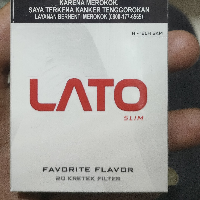 KARENA MEROKOK,
SAYA TERKENA KANKER TENGGOROKAN
LAYANAN BERHENTI MEROKOK (0800-177-6565)
LATO
SLIM
FAVORITE FLAVOR
20 KRETEK FILTER